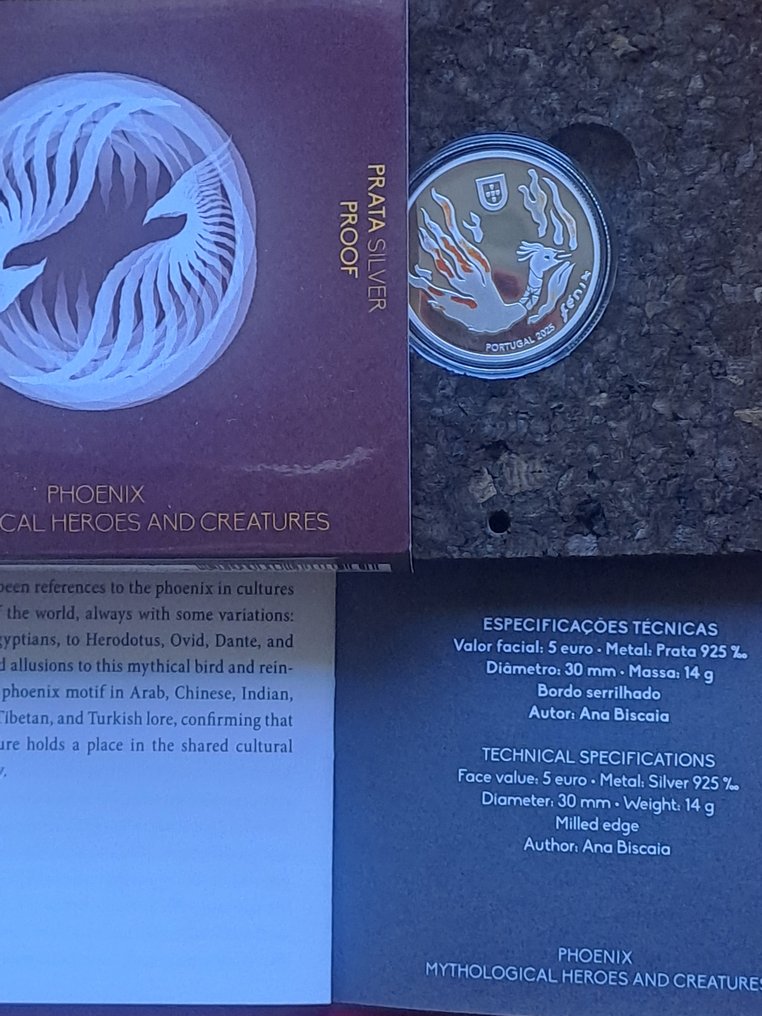 PRATA SILVER
PROOF
PHOENIX
CAL HEROES AND CREATURES
PORTUGAL 2025
fénix
been references to the phoenix in cultures
the world, always with some variations:
gyptians, to Herodotus, Ovid, Dante, and
d allusions to this mythical bird and rein-
phoenix motif in Arab, Chinese, Indian,
Tibetan, and Turkish lore, confirming that
ure holds a place in the shared cultural
y.
ESPECIFICAÇÕES TÉCNICAS
Valor facial: 5 euro • Metal: Prata 925 ‰
Diâmetro: 30 mm • Massa: 14 g
Bordo serrilhado
Autor: Ana Biscaia
TECHNICAL SPECIFICATIONS
Face value: 5 euro • Metal: Silver 925 ‰
Diameter: 30 mm • Weight: 14 g
Milled edge
Author: Ana Biscaia
PHOENIX
MYTHOLOGICAL HEROES AND CREATURES